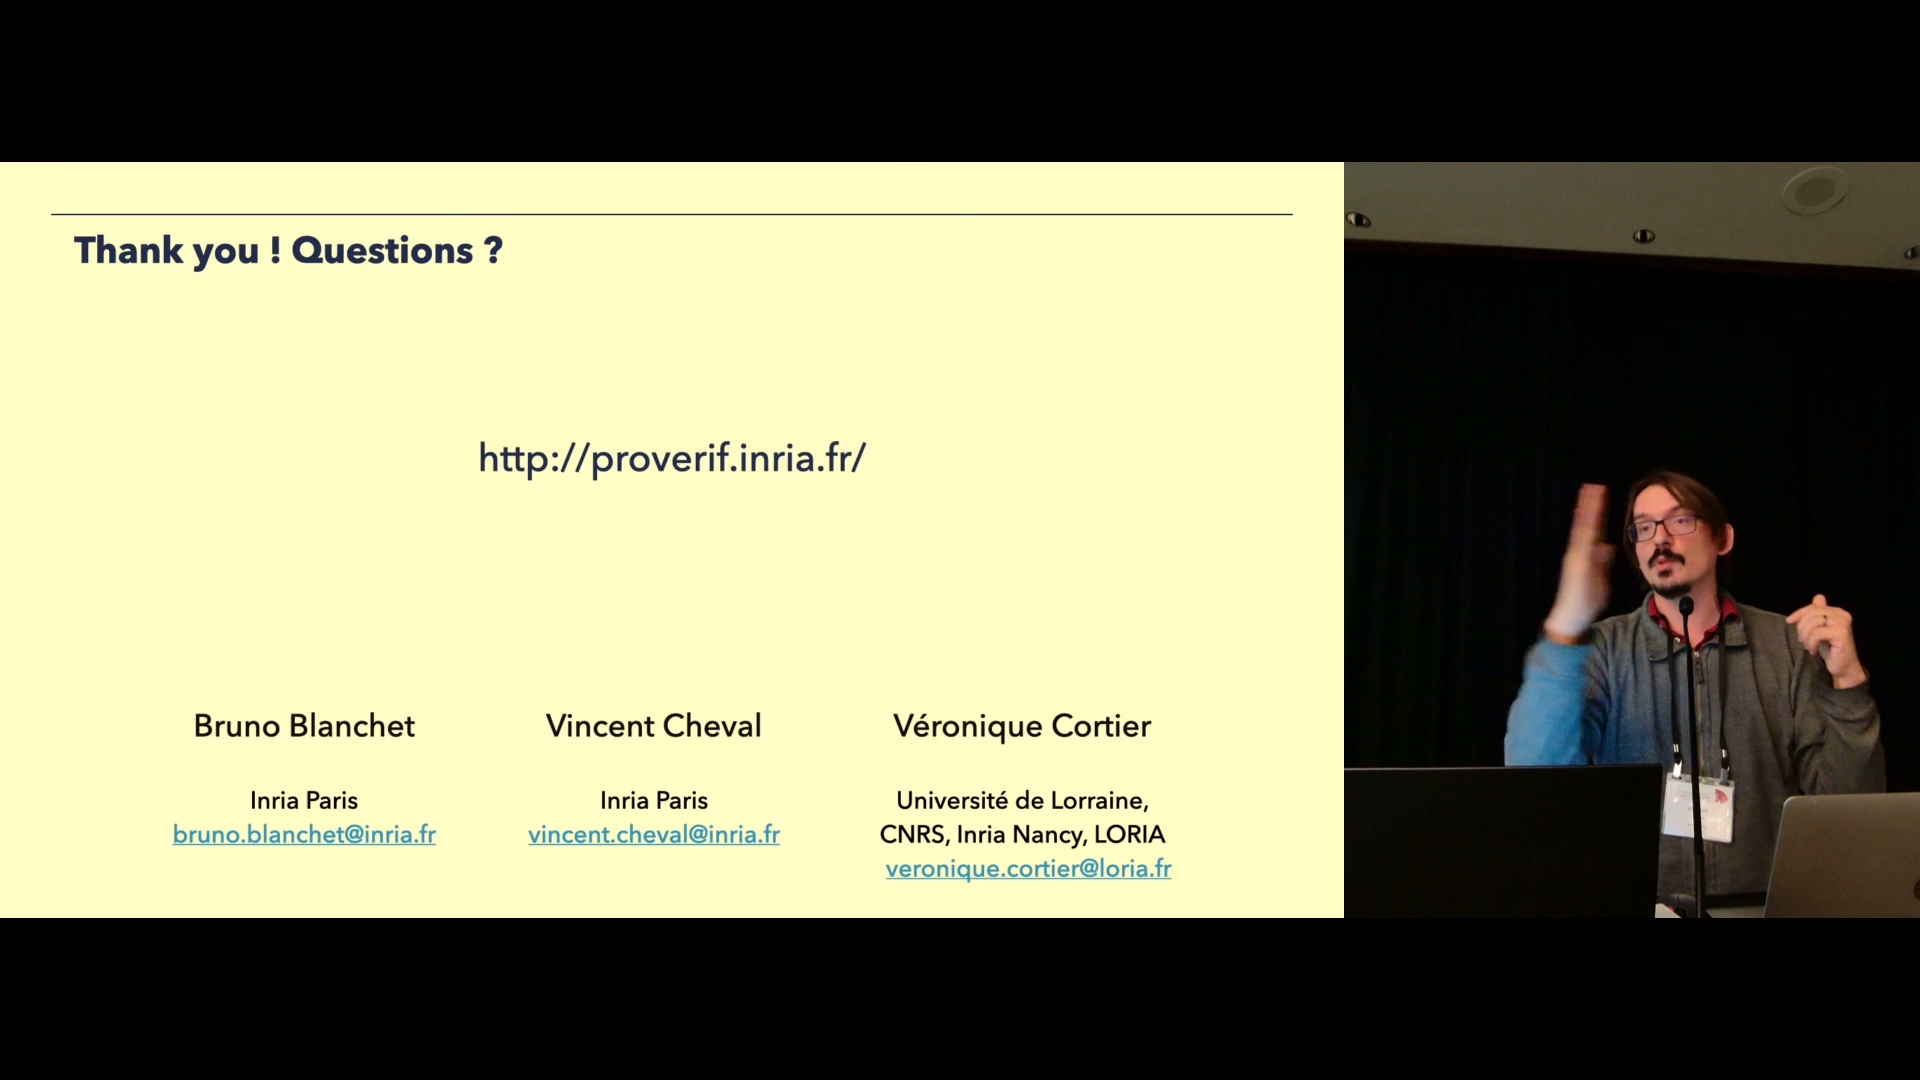 Thank you ! Questions ?
http://proverif.inria.fr/
Bruno Blanchet
Vincent Cheval
Véronique Cortier
Inria Paris
bruno.blanchet@inria.fr
Inria Paris
vincent.cheval@inria.fr
Université de Lorraine,
CNRS, Inria Nancy, LORIA
veronique.cortier@loria.fr